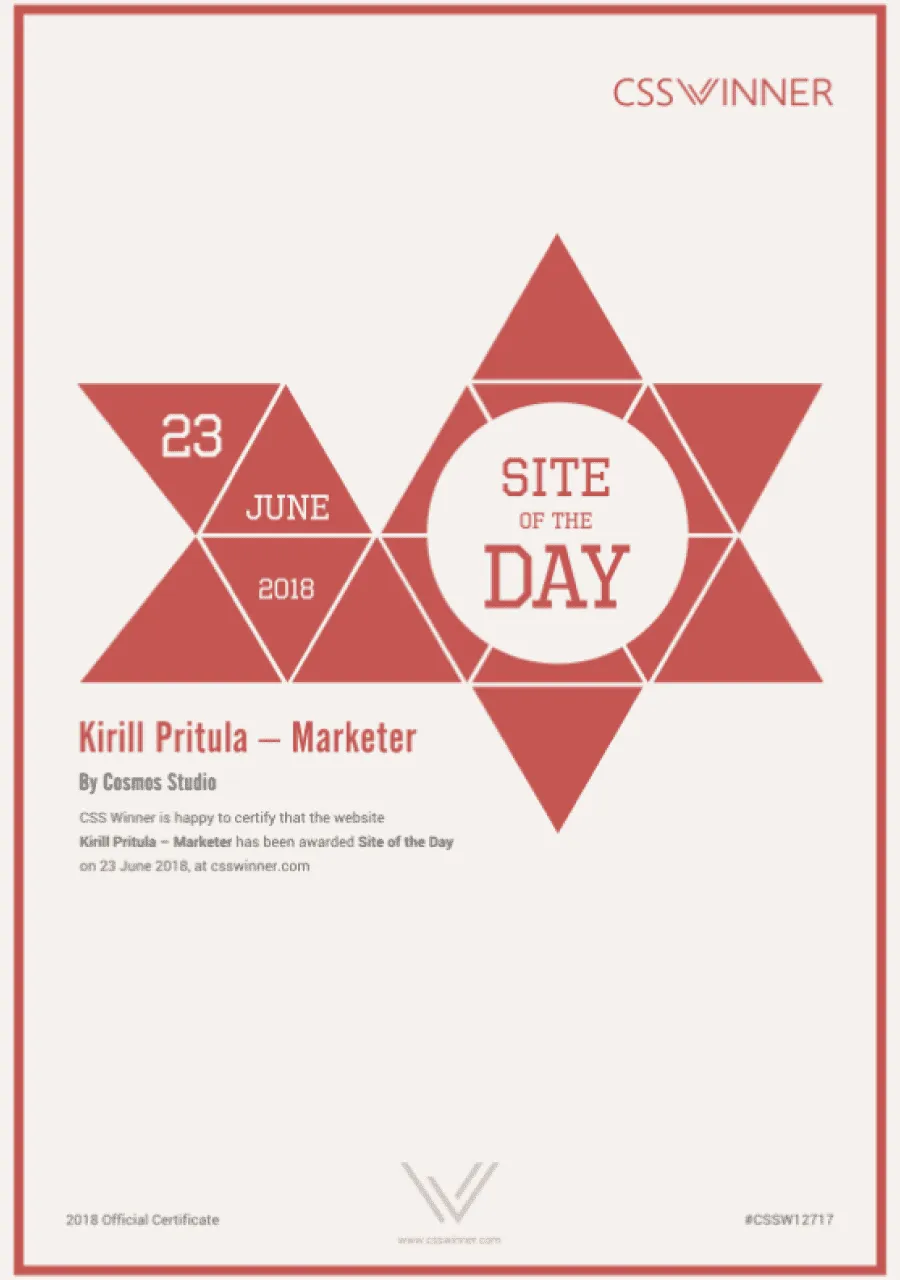 CSSWINNER
23
JUNE
2018
SITE
OF THE
DAY
Kirill Pritula – Marketer
By Cosmos Studio
CSS Winner is happy to certify that the website
Kirill Pritula – Marketer has been awarded Site of the Day
on 23 June 2018, at csswinner.com
2018 Official Certificate
www.csswinner.com
#CSSW12717